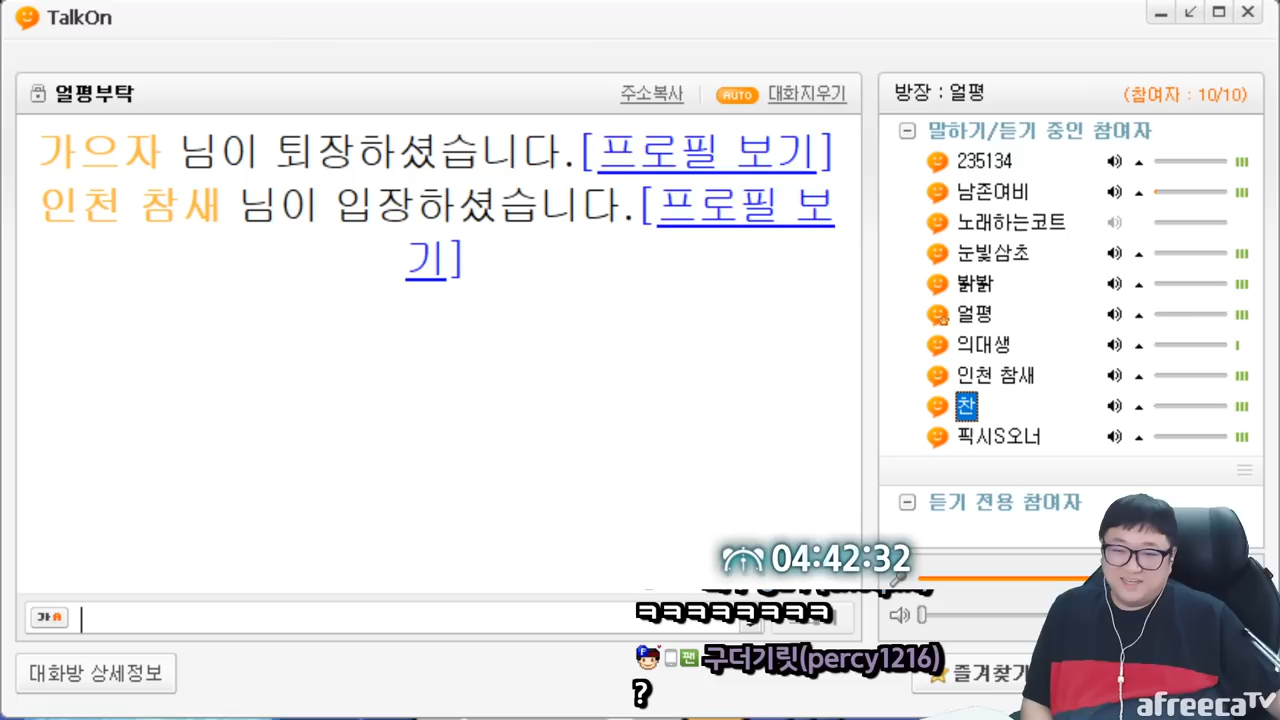 TalkOn
얼평부탁
주소복사
AUTO 대화지우기
가으자 님이 퇴장하셨습니다.[프로필 보기]
인천 참새 님이 입장하셨습니다.[프로필 보
기]
방장 : 얼평
(참여자 : 10/10)
말하기/듣기 중인 참여자
235134
남존여비
노래하는코트
눈빛삼초
봙봙
얼평
의대생
인천 참새
찬
픽시S오너
듣기 전용 참여자
04:42:32
ㅋㅋㅋㅋㅋㅋㅋㅋ
팬 구더기릿(percy1216)
?
가A
대화방 상세정보
즐겨찾기
afreecaTV